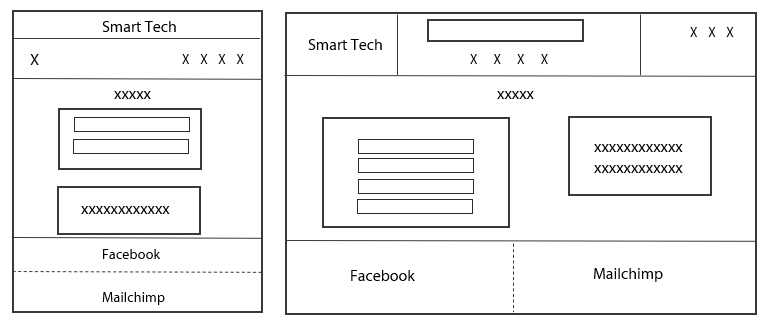 Smart Tech
X X X X X
xxxxx
xxxxxxxxxxxx
Facebook
Mailchimp
Smart Tech
X X X X
X X X
xxxxx
xxxxxxxxxxxx
xxxxxxxxxxxx
Facebook
Mailchimp